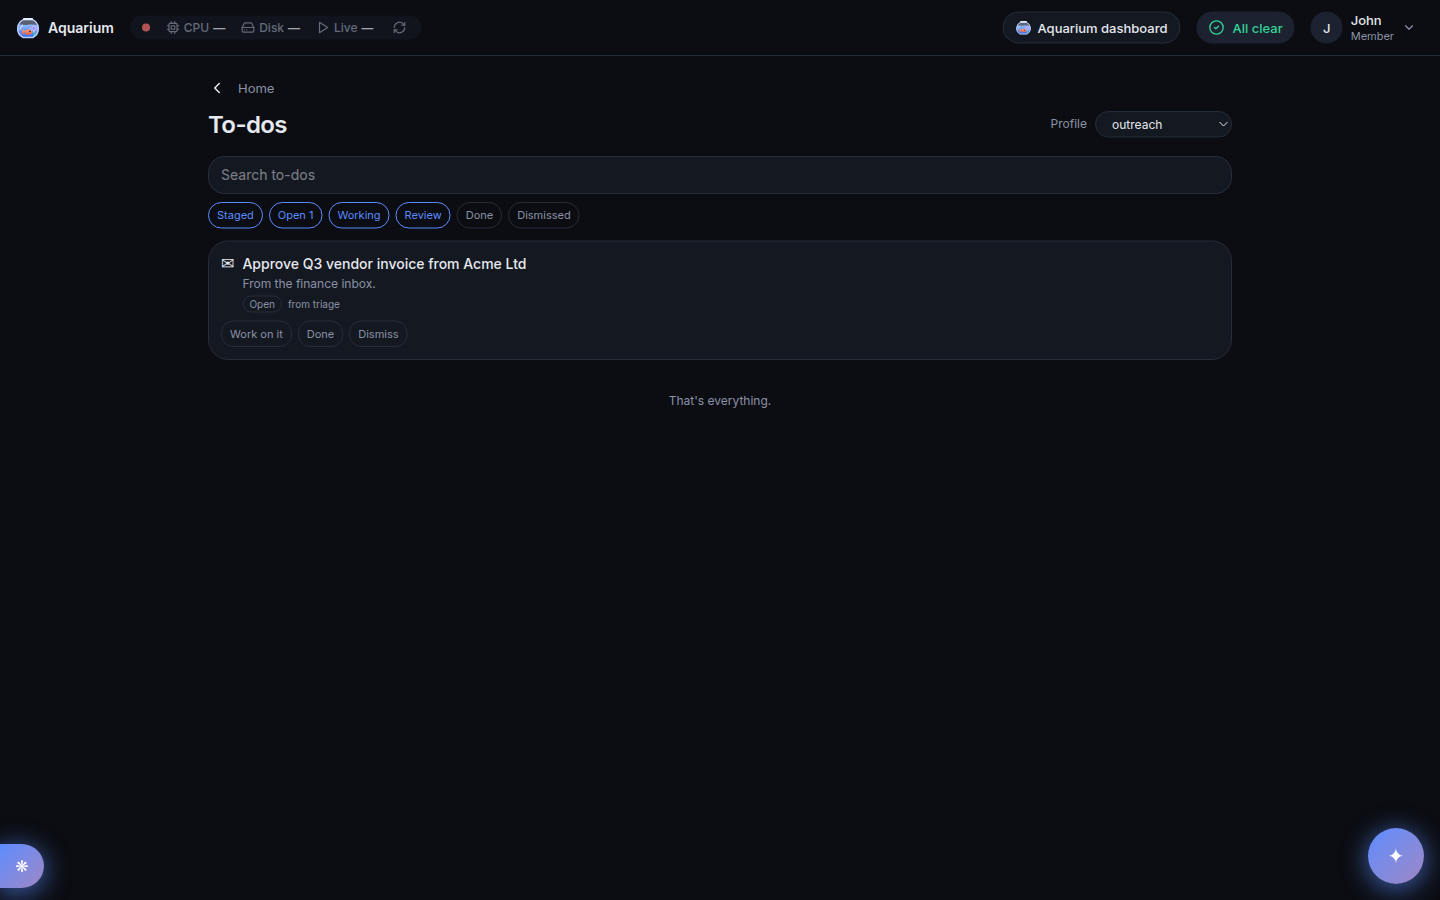 Aquarium CPU — Disk — Live — Aquarium dashboard All clear J John
Member
Home
To-dos
Profile outreach
Search to-dos
Staged Open 1 Working Review Done Dismissed
Approve Q3 vendor invoice from Acme Ltd
From the finance inbox.
Open from triage
Work on it Done Dismiss
That's everything.